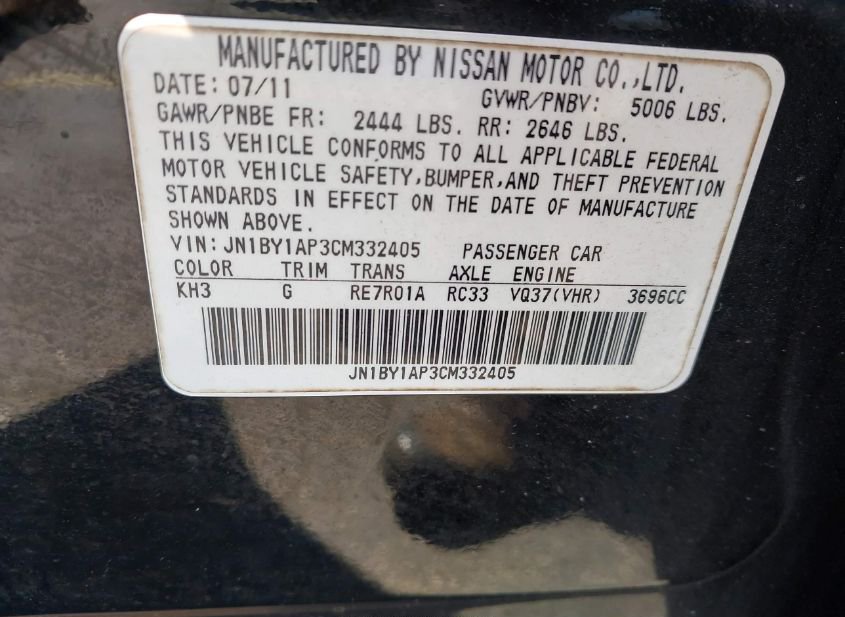 MANUFACTURED BY NISSAN MOTOR CO.,LTD.
DATE: 07/11 GVWR/PNBV: 5006 LBS.
GAWR/PNBE FR: 2444 LBS. RR: 2646 LBS.
THIS VEHICLE CONFORMS TO ALL APPLICABLE FEDERAL
MOTOR VEHICLE SAFETY,BUMPER,AND THEFT PREVENTION
STANDARDS IN EFFECT ON THE DATE OF MANUFACTURE
SHOWN ABOVE.
VIN: JN1BY1AP3CM332405 PASSENGER CAR
COLOR TRIM TRANS AXLE ENGINE
KH3 G RE7R01A RC33 VQ37(VHR) 3696CC
JN1BY1AP3CM332405